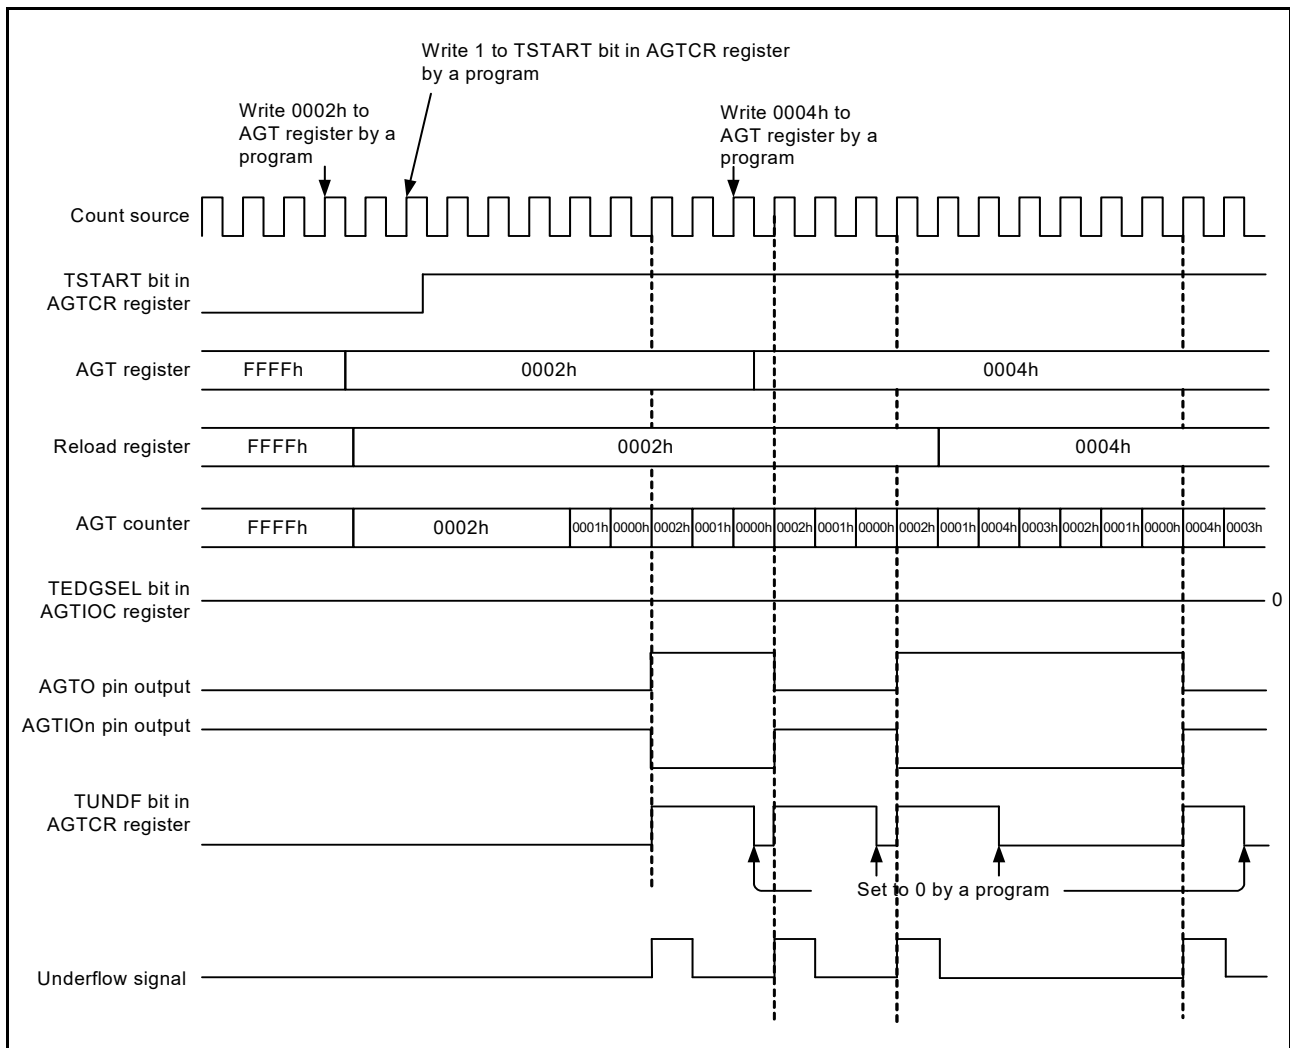 Write 1 to TSTART bit in AGTCR register
by a program
Write 0002h to
AGT register by a
program
Write 0004h to
AGT register by a
program
Count source
TSTART bit in
AGTCR register
AGT register
FFFFh
0002h
0004h
Reload register
FFFFh
0002h
0004h
AGT counter
FFFFh
0002h
0001h
0000h
0002h
0001h
0000h
0002h
0001h
0000h
0002h
0001h
0004h
0003h
0002h
0001h
0000h
0004h
0003h
TEDGSEL bit in
AGTIOC register
0
AGTO pin output
AGTIOn pin output
TUNDF bit in
AGTCR register
Set to 0 by a program
Underflow signal